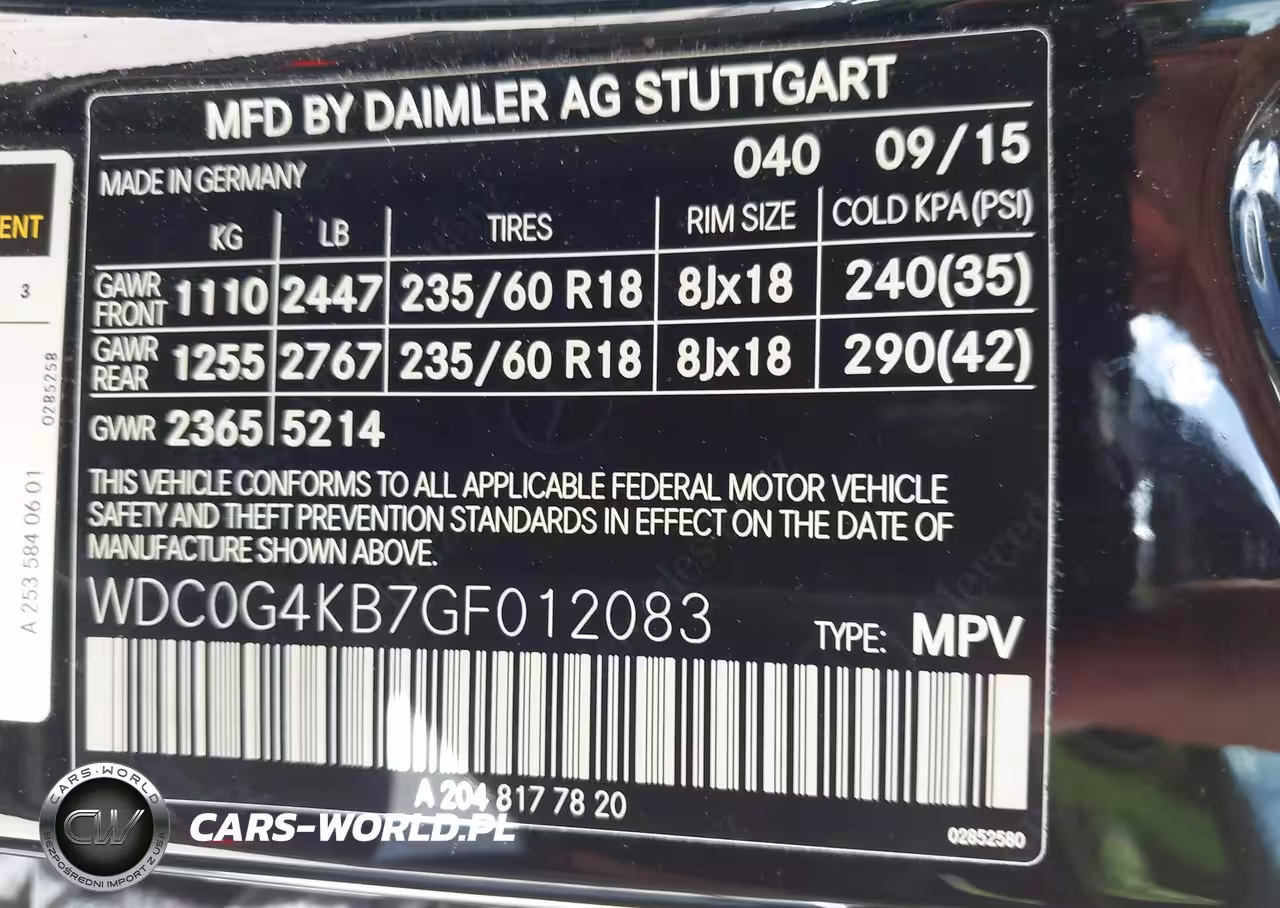 MFD BY DAIMLER AG STUTTGART
MADE IN GERMANY 040 09/15
KG LB TIRES RIM SIZE COLD KPA (PSI)
GAWR FRONT 1110 2447 235/60 R18 8Jx18 240(35)
GAWR REAR 1255 2767 235/60 R18 8Jx18 290(42)
GVWR 2365 5214
THIS VEHICLE CONFORMS TO ALL APPLICABLE FEDERAL MOTOR VEHICLE
SAFETY AND THEFT PREVENTION STANDARDS IN EFFECT ON THE DATE OF
MANUFACTURE SHOWN ABOVE.
WDC0G4KB7GF012083 TYPE: MPV
A 204 817 78 20
02852580
ENT
3
0285258
A 253 584 06 01
CARS-WORLD
CW
BEZPOŚREDNI IMPORT Z USA
CARS-WORLD.PL